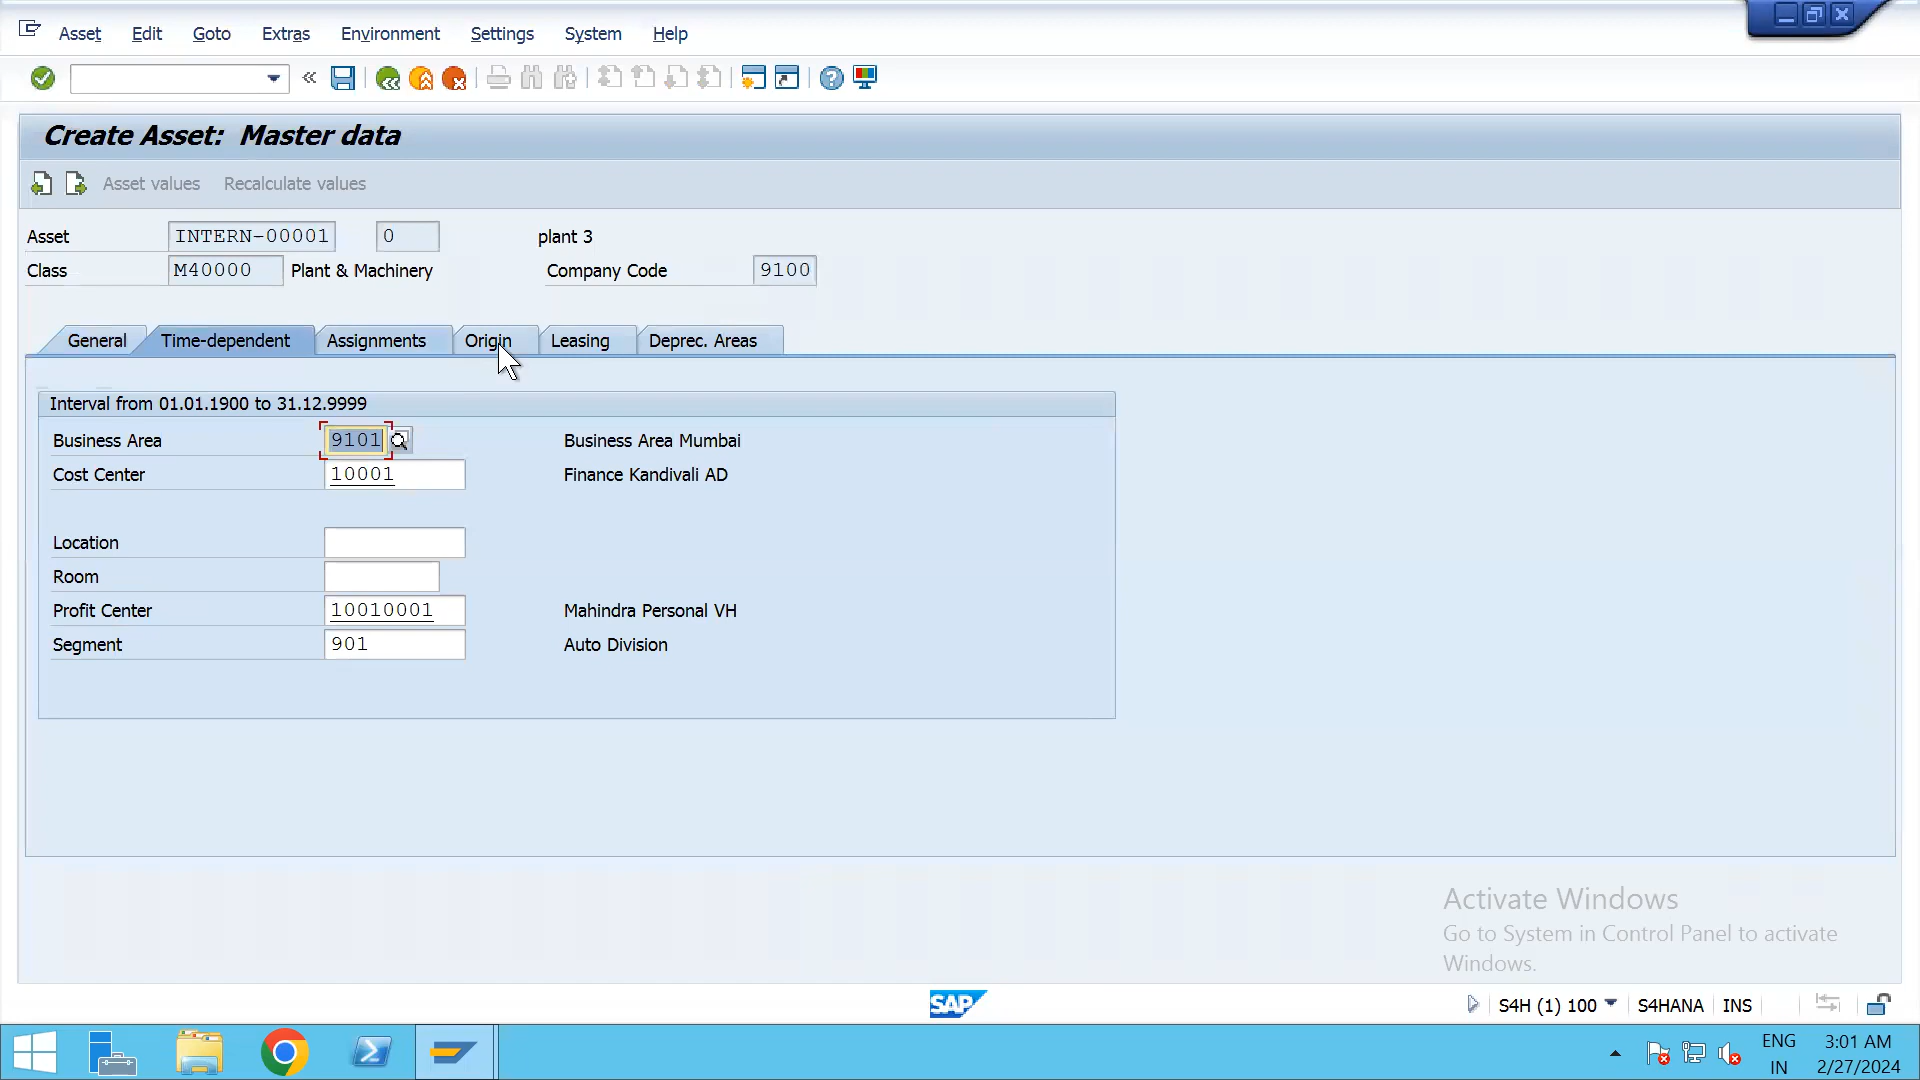 Asset Edit Goto Extras Environment Settings System Help
Create Asset: Master data
Asset values Recalculate values
Asset INTERN-00001 0 plant 3
Class M40000 Plant & Machinery Company Code 9100
General Time-dependent Assignments Origin Leasing Deprec. Areas
Interval from 01.01.1900 to 31.12.9999
Business Area 9101 Business Area Mumbai
Cost Center 10001 Finance Kandivali AD
Location
Room
Profit Center 10010001 Mahindra Personal VH
Segment 901 Auto Division
Activate Windows
Go to System in Control Panel to activate
Windows.
SAP S4H (1) 100 S4HANA INS
ENG 3:01 AM
IN 2/27/2024